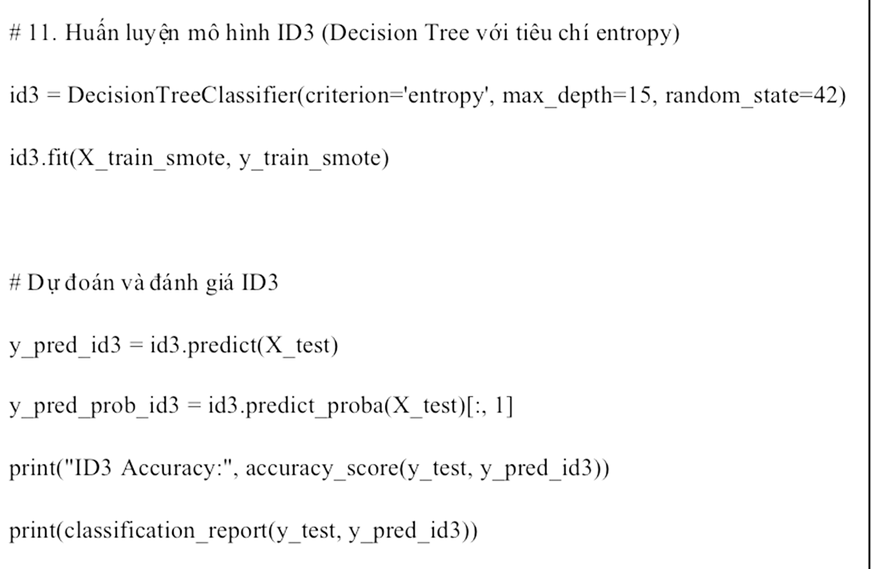 # 11. Huấn luyện mô hình ID3 (Decision Tree với tiêu chí entropy)
id3 = DecisionTreeClassifier(criterion='entropy', max_depth=15, random_state=42)
id3.fit(X_train_smote, y_train_smote)
# Dự đoán và đánh giá ID3
y_pred_id3 = id3.predict(X_test)
y_pred_prob_id3 = id3.predict_proba(X_test)[:, 1]
print("ID3 Accuracy:", accuracy_score(y_test, y_pred_id3))
print(classification_report(y_test, y_pred_id3))